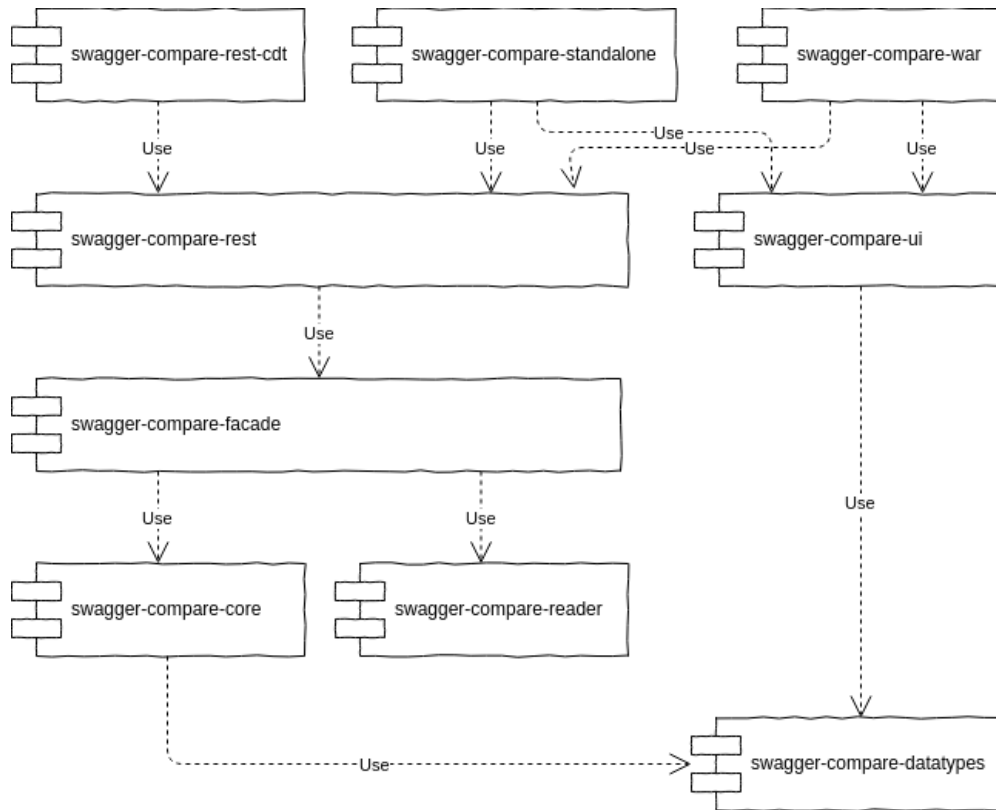 swagger-compare-rest-cdt
swagger-compare-standalone
swagger-compare-war
Use
Use
Use
Use
Use
swagger-compare-rest
swagger-compare-ui
Use
swagger-compare-facade
Use
Use
Use
swagger-compare-core
swagger-compare-reader
Use
swagger-compare-datatypes